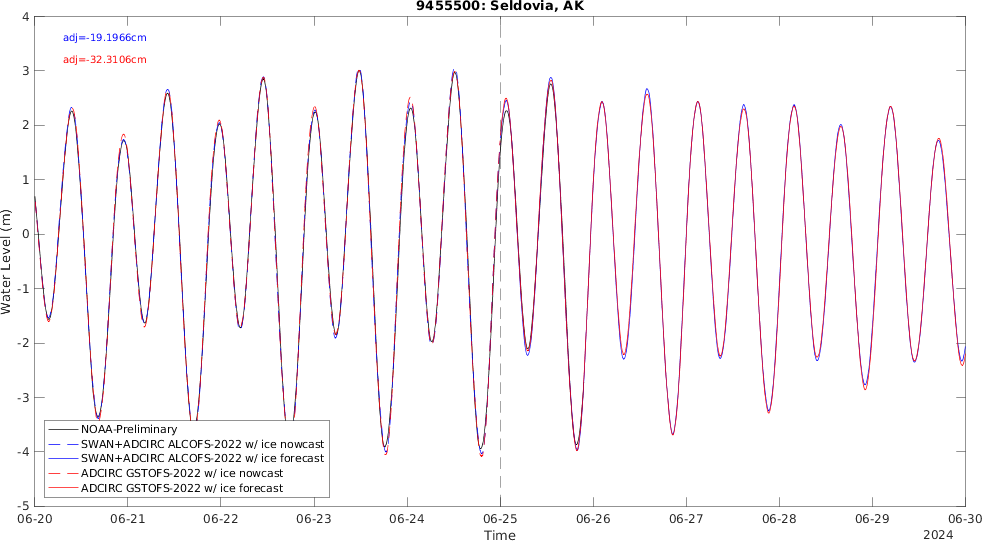 9455500: Seldovia, AK
adj=-19.1966cm
adj=-32.3106cm
4
3
2
1
0
-1
-2
-3
-4
-5
Water Level (m)
NOAA-Preliminary
SWAN+ADCIRC ALCOFS-2022 w/ ice nowcast
SWAN+ADCIRC ALCOFS-2022 w/ ice forecast
ADCIRC GSTOFS-2022 w/ ice nowcast
ADCIRC GSTOFS-2022 w/ ice forecast
06-20 06-21 06-22 06-23 06-24 06-25 06-26 06-27 06-28 06-29 06-30
Time
2024